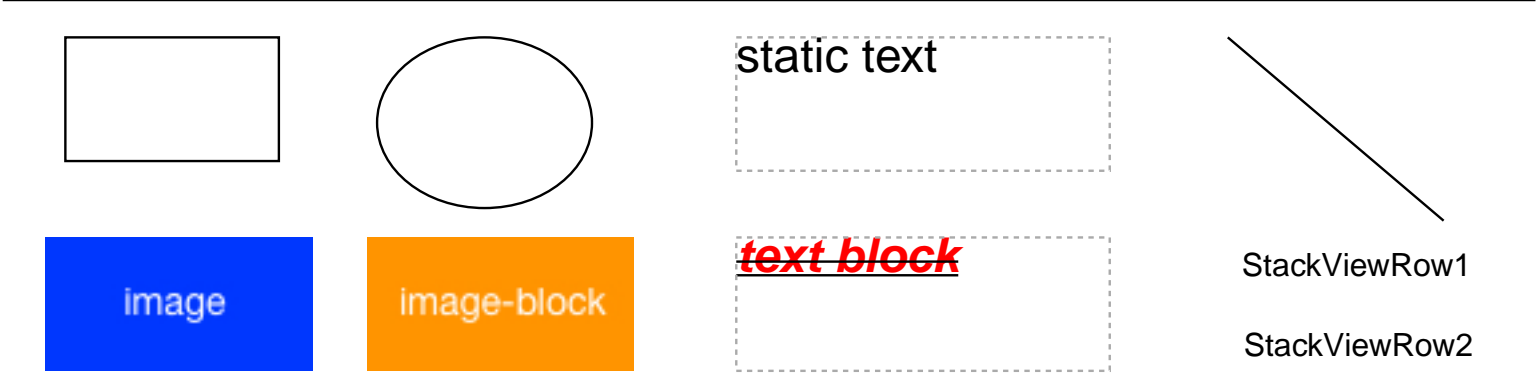 static text
image
image-block
text block
StackViewRow1
StackViewRow2